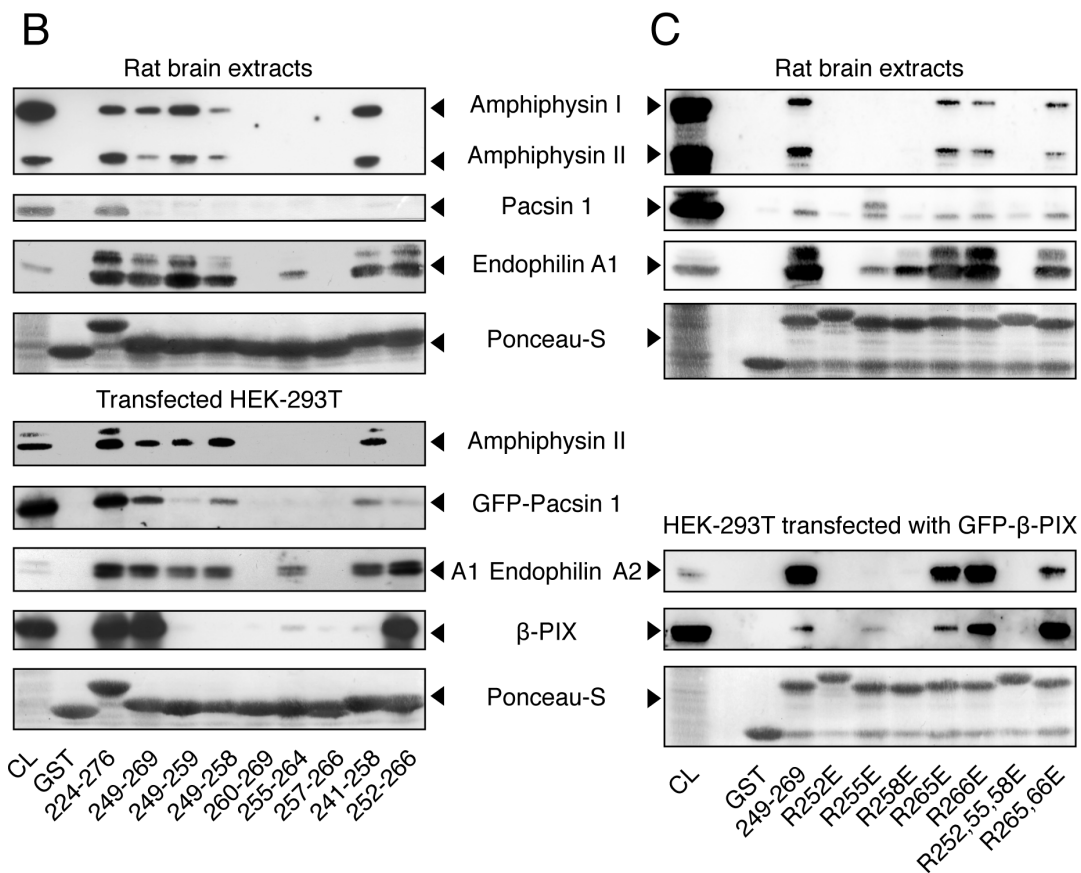 B
C
Rat brain extracts
Rat brain extracts
Amphiphysin I
Amphiphysin II
Pacsin 1
Endophilin A1
Ponceau-S
Transfected HEK-293T
Amphiphysin II
GFP-Pacsin 1
HEK-293T transfected with GFP-β-PIX
A1 Endophilin A2
β-PIX
Ponceau-S
CL
GST
224-276
249-269
249-259
249-258
260-269
255-264
257-266
241-258
252-266
CL
GST
249-269
R252E
R255E
R258E
R265E
R266E
R252,55,58E
R265,66E